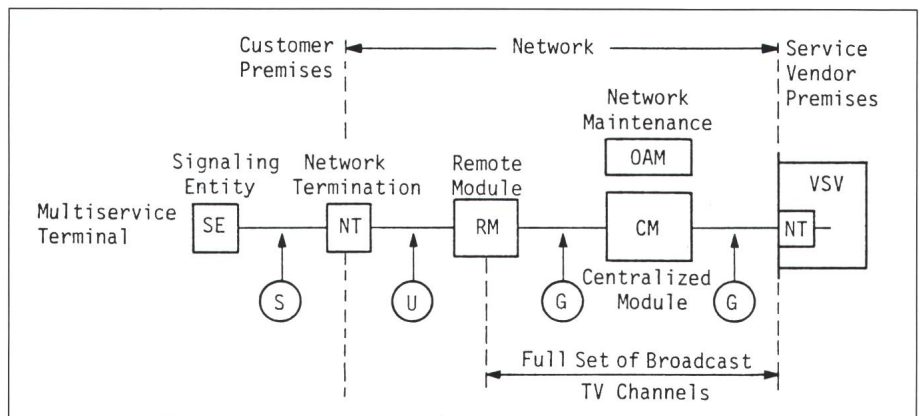 Customer Premises
Network
Service Vendor Premises
Network Maintenance
OAM
Signaling Entity
Network Termination
Remote Module
VSV
Multiservice Terminal
SE
NT
RM
CM
NT
Centralized Module
S
U
G
G
Full Set of Broadcast
TV Channels